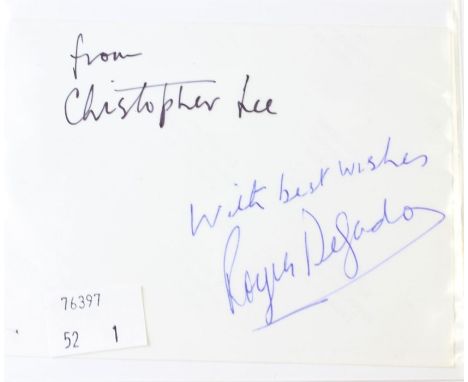 from
Christopher Lee
With best wishes
Roger Delgado
76397
52 1